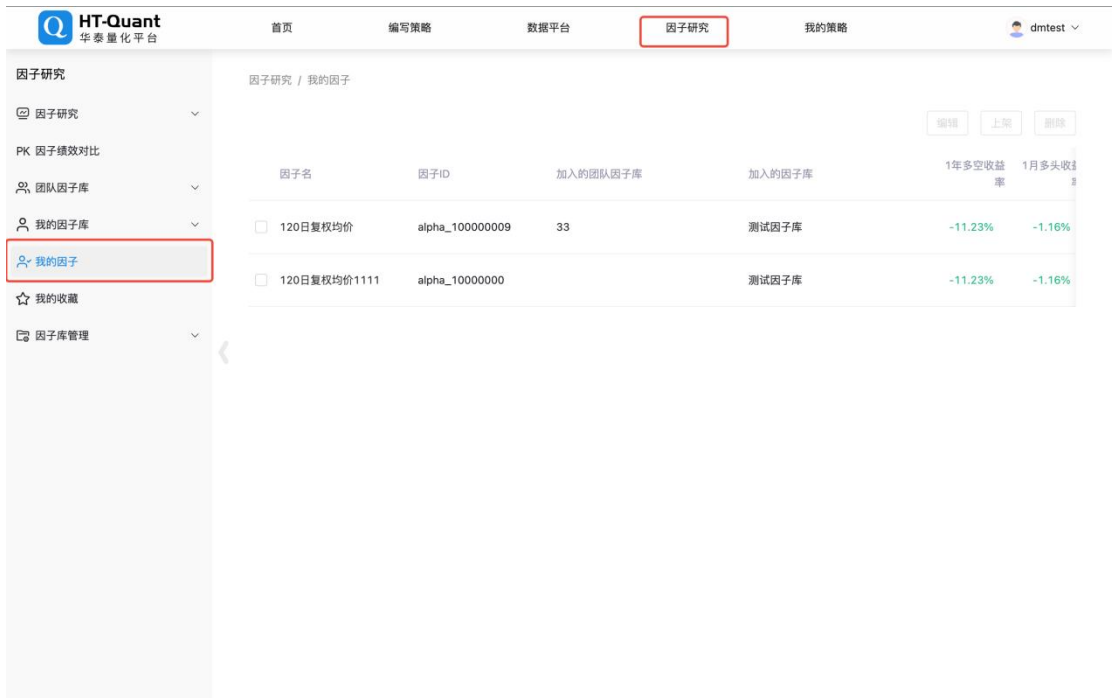 HT-Quant
华泰量化平台
首页 编写策略 数据平台 因子研究 我的策略 dmtest
因子研究
因子研究 / 我的因子
因子研究
编辑 上架 删除
PK 因子绩效对比
因子名 因子ID 加入的团队因子库 加入的因子库 1年多空收益率 1月多头收益
团队因子库
我的因子库
120日复权均价 alpha_100000009 33 测试因子库 -11.23% -1.16%
我的因子
120日复权均价1111 alpha_10000000 测试因子库 -11.23% -1.16%
我的收藏
因子库管理